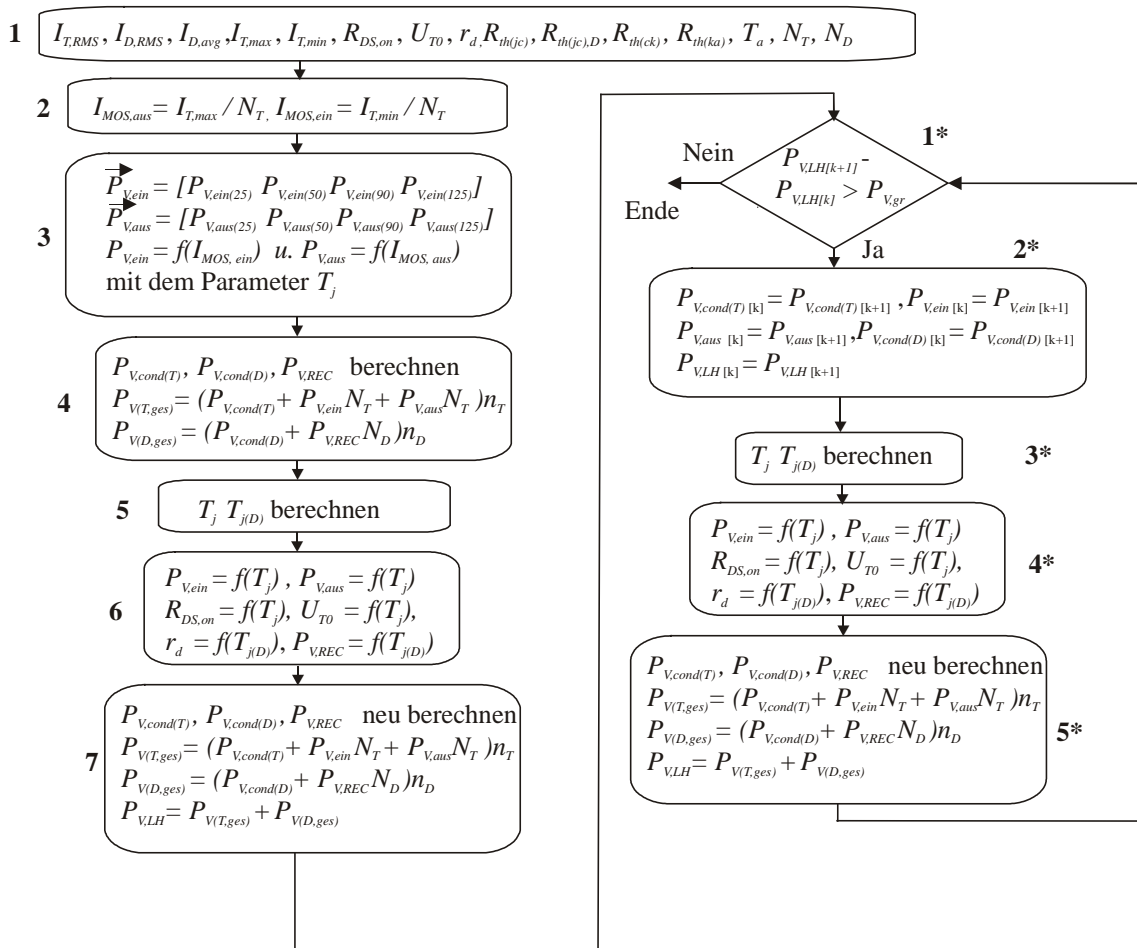 1 I_T,RMS, I_D,RMS, I_D,avg, I_T,max, I_T,min, R_DS,on, U_T0, r_d, R_th(jc), R_th(jc),D, R_th(ck), R_th(ka), T_a, N_T, N_D
2 I_MOS,aus = I_T,max / N_T, I_MOS,ein = I_T,min / N_T
3
P_V,ein = [P_V,ein(25) P_V,ein(50) P_V,ein(90) P_V,ein(125)]
P_V,aus = [P_V,aus(25) P_V,aus(50) P_V,aus(90) P_V,aus(125)]
P_V,ein = f(I_MOS,ein) u. P_V,aus = f(I_MOS,aus)
mit dem Parameter T_j
4
P_V,cond(T), P_V,cond(D), P_V,REC berechnen
P_V(T,ges) = (P_V,cond(T) + P_V,ein N_T + P_V,aus N_T )n_T
P_V(D,ges) = (P_V,cond(D) + P_V,REC N_D )n_D
5 T_j T_j(D) berechnen
6
P_V,ein = f(T_j) , P_V,aus = f(T_j)
R_DS,on = f(T_j), U_T0 = f(T_j),
r_d = f(T_j(D)), P_V,REC = f(T_j(D))
7
P_V,cond(T), P_V,cond(D), P_V,REC neu berechnen
P_V(T,ges) = (P_V,cond(T) + P_V,ein N_T + P_V,aus N_T )n_T
P_V(D,ges) = (P_V,cond(D) + P_V,REC N_D )n_D
P_V,LH = P_V(T,ges) + P_V(D,ges)
1*
P_V,LH[k+1] -
P_V,LH[k] > P_V,gr
Nein
Ende
Ja
2*
P_V,cond(T) [k] = P_V,cond(T) [k+1] , P_V,ein [k] = P_V,ein [k+1]
P_V,aus [k] = P_V,aus [k+1] , P_V,cond(D) [k] = P_V,cond(D) [k+1]
P_V,LH [k] = P_V,LH [k+1]
T_j T_j(D) berechnen 3*
4*
P_V,ein = f(T_j) , P_V,aus = f(T_j)
R_DS,on = f(T_j), U_T0 = f(T_j),
r_d = f(T_j(D)), P_V,REC = f(T_j(D))
5*
P_V,cond(T), P_V,cond(D), P_V,REC neu berechnen
P_V(T,ges) = (P_V,cond(T) + P_V,ein N_T + P_V,aus N_T )n_T
P_V(D,ges) = (P_V,cond(D) + P_V,REC N_D )n_D
P_V,LH = P_V(T,ges) + P_V(D,ges)